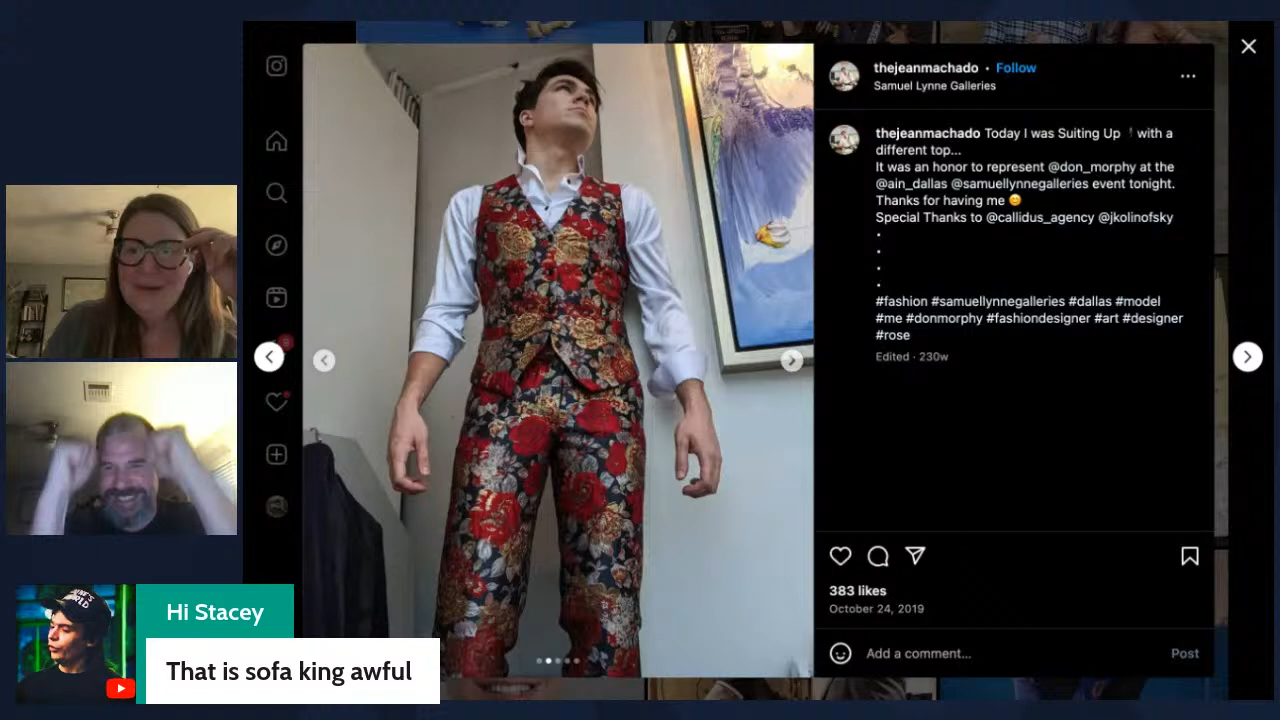 thejeanmachado • Follow
Samuel Lynne Galleries
thejeanmachado Today I was Suiting Up with a
different top...
It was an honor to represent @don_morphy at the
@ain_dallas @samuellynnegalleries event tonight.
Thanks for having me 😊
Special Thanks to @callidus_agency @jkolinofsky
.
.
.
.
#fashion #samuellynnegalleries #dallas #model
#me #donmorphy #fashiondesigner #art #designer
#rose
Edited · 230w
383 likes
October 24, 2019
Add a comment...
Post
Hi Stacey
That is sofa king awful